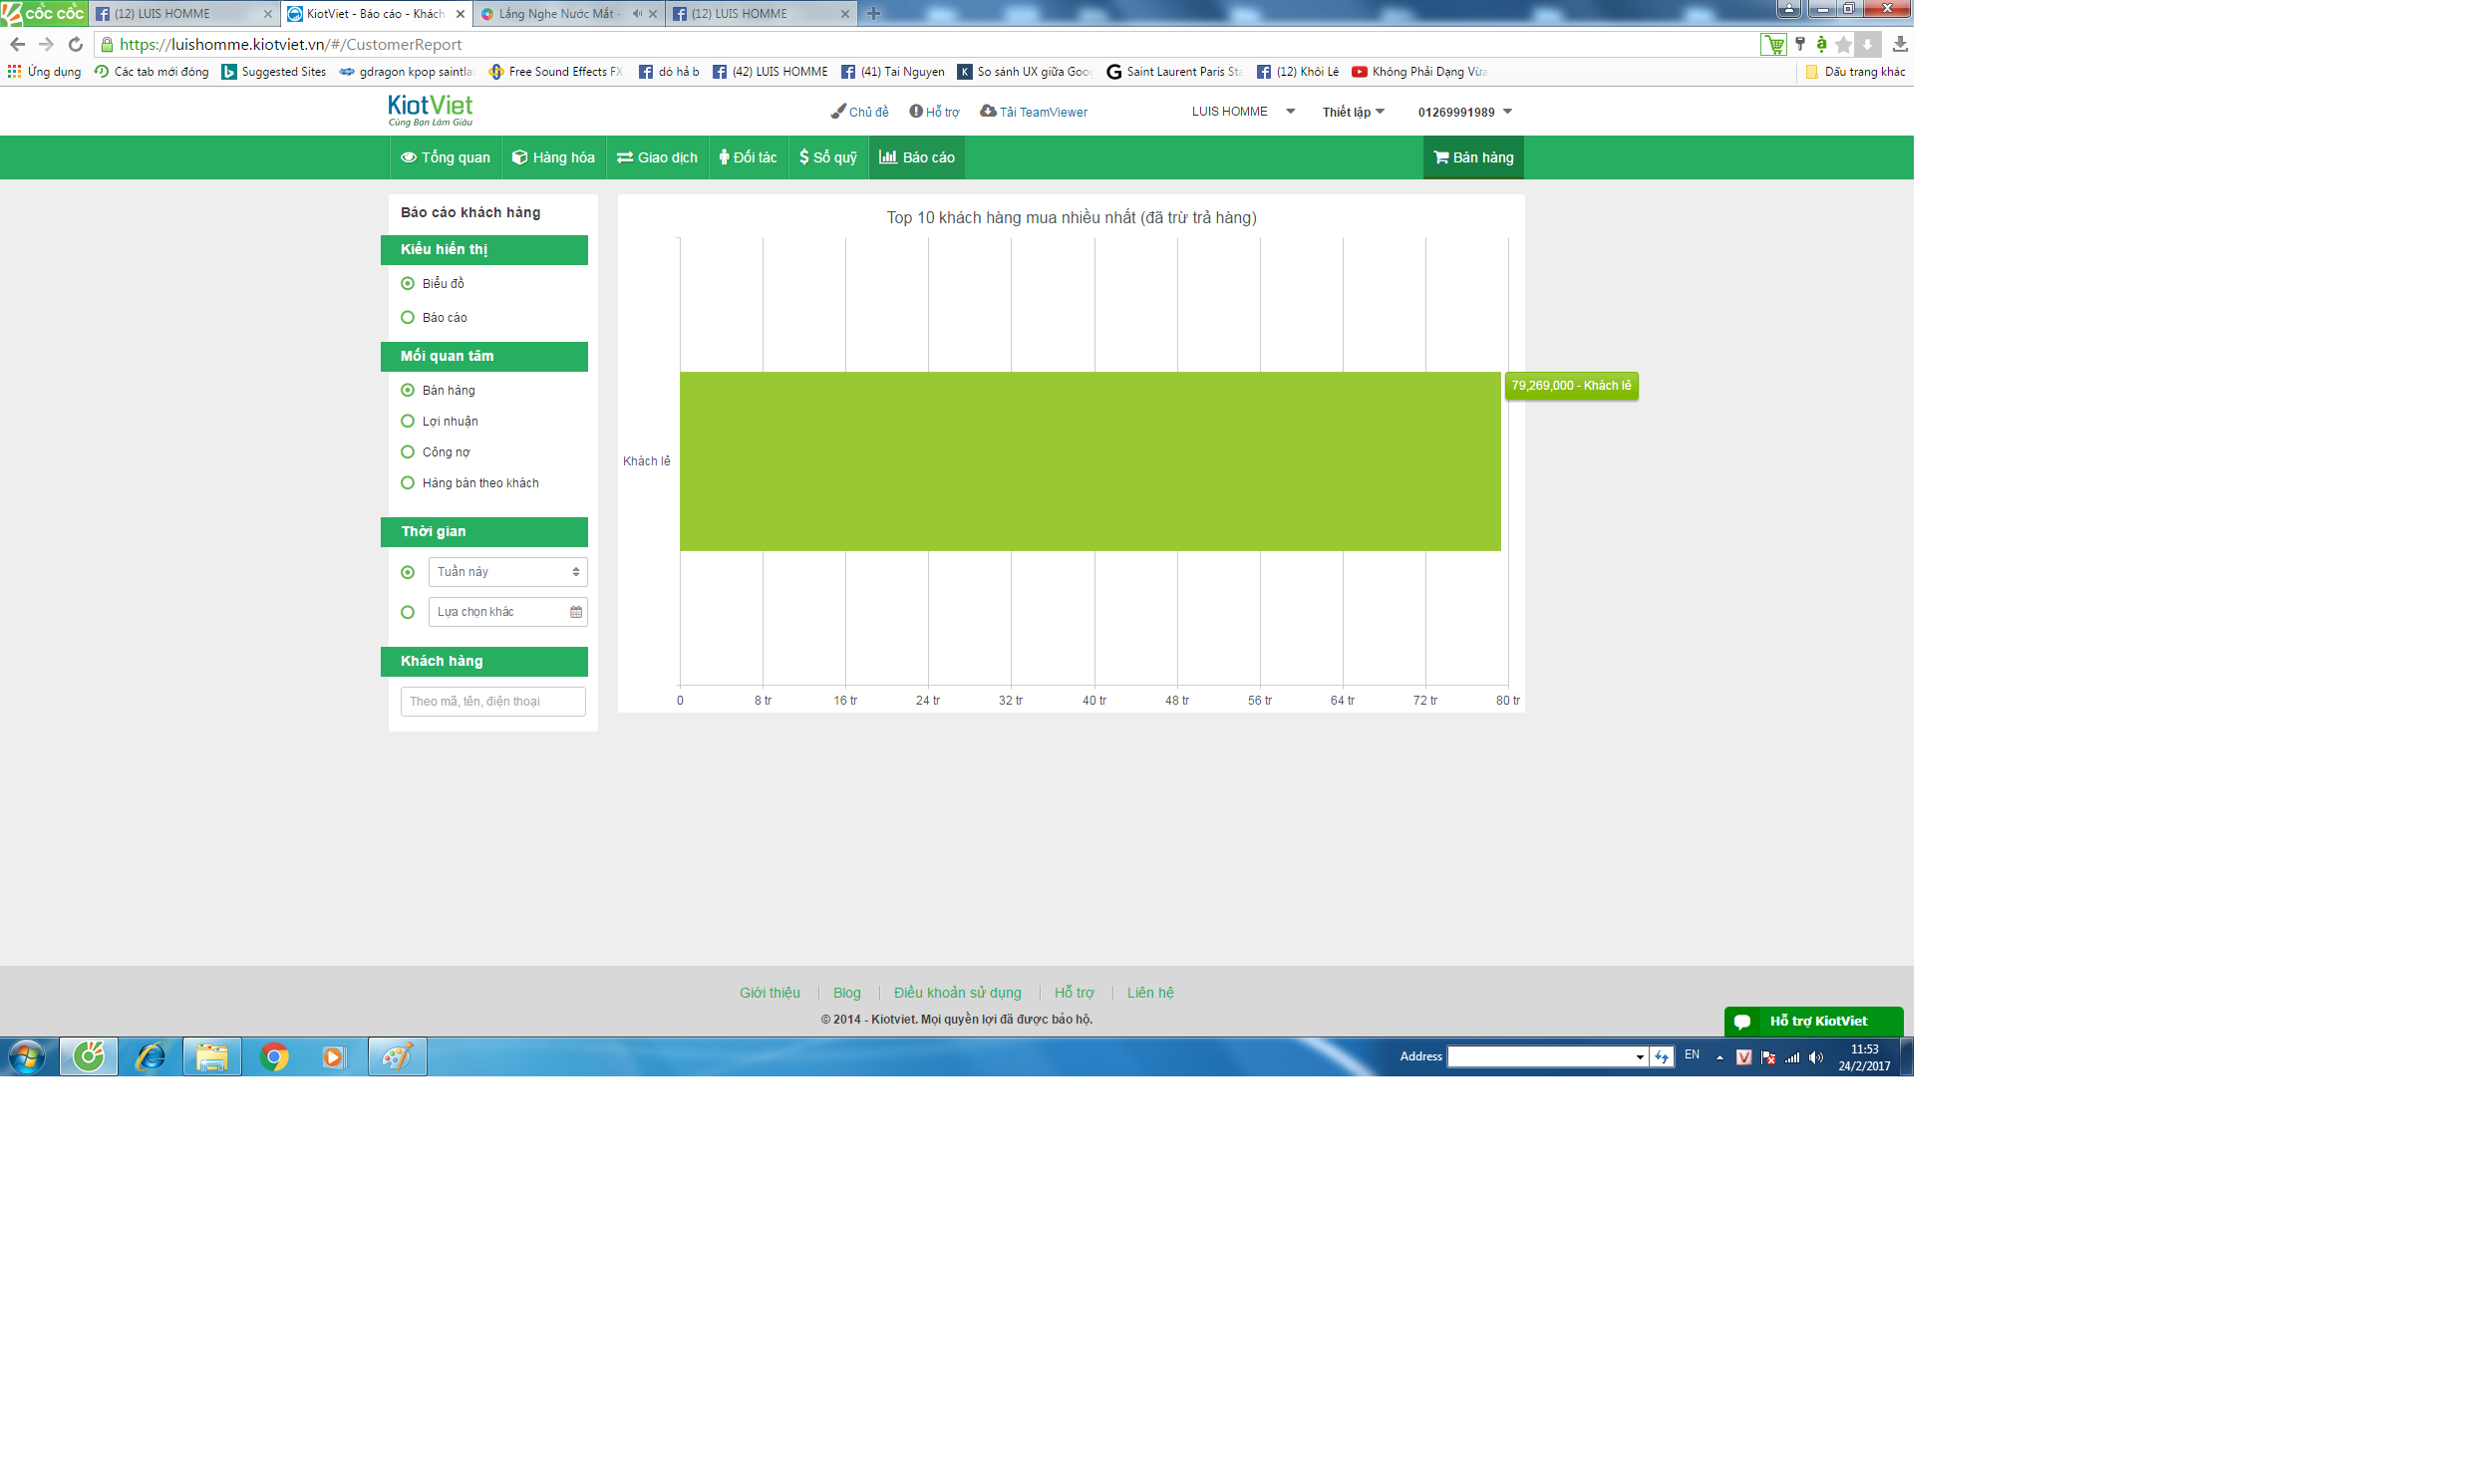 cốc cốc (12) LUIS HOMME KiotViet - Báo cáo - Khách Lắng Nghe Nước Mắt - (12) LUIS HOMME
https://luishomme.kiotviet.vn/#/CustomerReport
Ứng dụng Các tab mới đóng Suggested Sites gdragon kpop saintla Free Sound Effects FX dó hả b (42) LUIS HOMME (41) Tai Nguyen So sánh UX giữa Goog Saint Laurent Paris Sta (12) Khôi Lê Không Phải Dạng Vừa Dấu trang khác
KiotViet
Cùng Bạn Làm Giàu
Chủ đề Hỗ trợ Tải TeamViewer LUIS HOMME Thiết lập 01269991989
Tổng quan Hàng hóa Giao dịch Đối tác Sổ quỹ Báo cáo Bán hàng
Báo cáo khách hàng
Kiểu hiển thị
Biểu đồ
Báo cáo
Mối quan tâm
Bán hàng
Lợi nhuận
Công nợ
Hàng bán theo khách
Thời gian
Tuần này
Lựa chọn khác
Khách hàng
Theo mã, tên, điện thoại
Top 10 khách hàng mua nhiều nhất (đã trừ trả hàng)
79,269,000 - Khách lẻ
Khách lẻ
0 8 tr 16 tr 24 tr 32 tr 40 tr 48 tr 56 tr 64 tr 72 tr 80 tr
Giới thiệu Blog Điều khoản sử dụng Hỗ trợ Liên hệ
© 2014 - Kiotviet. Mọi quyền lợi đã được bảo hộ.
Hỗ trợ KiotViet
Address EN 11:53
24/2/2017